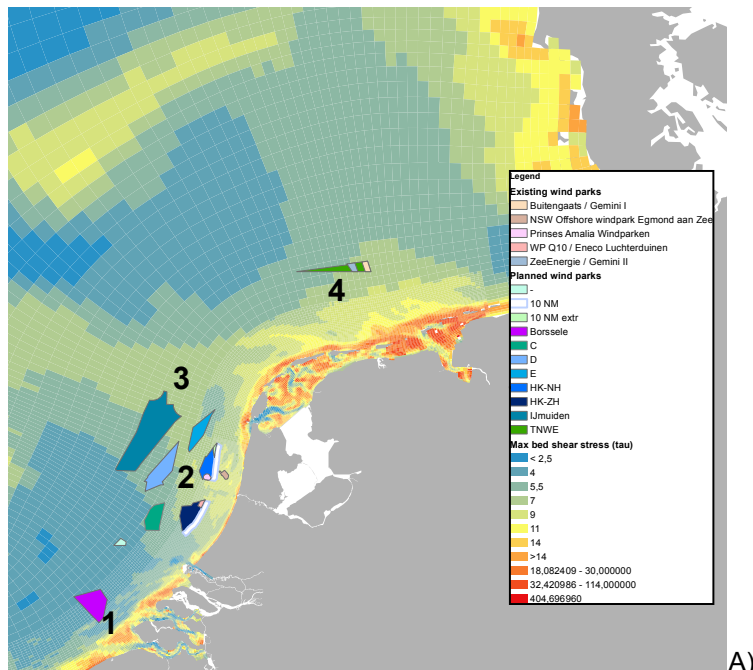 Legend
Existing wind parks
Buitengaats / Gemini I
NSW Offshore windpark Egmond aan Zee
Prinses Amalia Windparken
WP Q10 / Eneco Luchterduinen
ZeeEnergie / Gemini II
Planned wind parks
-
10 NM
10 NM extr
Borssele
C
D
E
HK-NH
HK-ZH
IJmuiden
TNWE
Max bed shear stress (tau)
< 2,5
4
5,5
7
9
11
14
>14
18,082409 - 30,000000
32,420986 - 114,000000
404,696960
4
3
2
1
A)